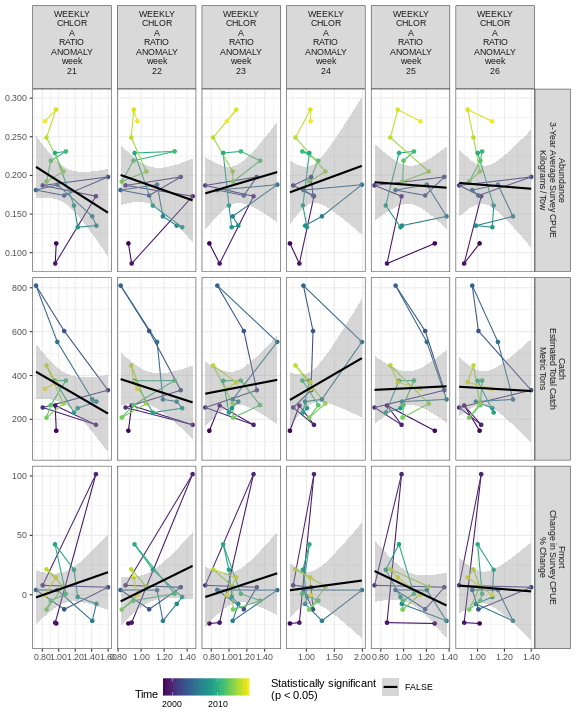 WEEKLY
CHLOR
A
RATIO
ANOMALY
week
21
WEEKLY
CHLOR
A
RATIO
ANOMALY
week
22
WEEKLY
CHLOR
A
RATIO
ANOMALY
week
23
WEEKLY
CHLOR
A
RATIO
ANOMALY
week
24
WEEKLY
CHLOR
A
RATIO
ANOMALY
week
25
WEEKLY
CHLOR
A
RATIO
ANOMALY
week
26
0.300
0.250
0.200
0.150
0.100
Abundance
3-Year Average Survey CPUE
Kilograms / Tow
800
600
400
200
Catch
Estimated Total Catch
Metric Tons
100
50
0
Fmort
Change in Survey CPUE
% Change
0.80 1.00 1.20 1.40 1.60
0.80 1.00 1.20 1.40
0.80 1.00 1.20 1.40
1.00 1.50 2.00
0.80 1.00 1.20 1.40
1.00 1.20 1.40
Time
2000 2010
Statistically significant
(p < 0.05)
FALSE